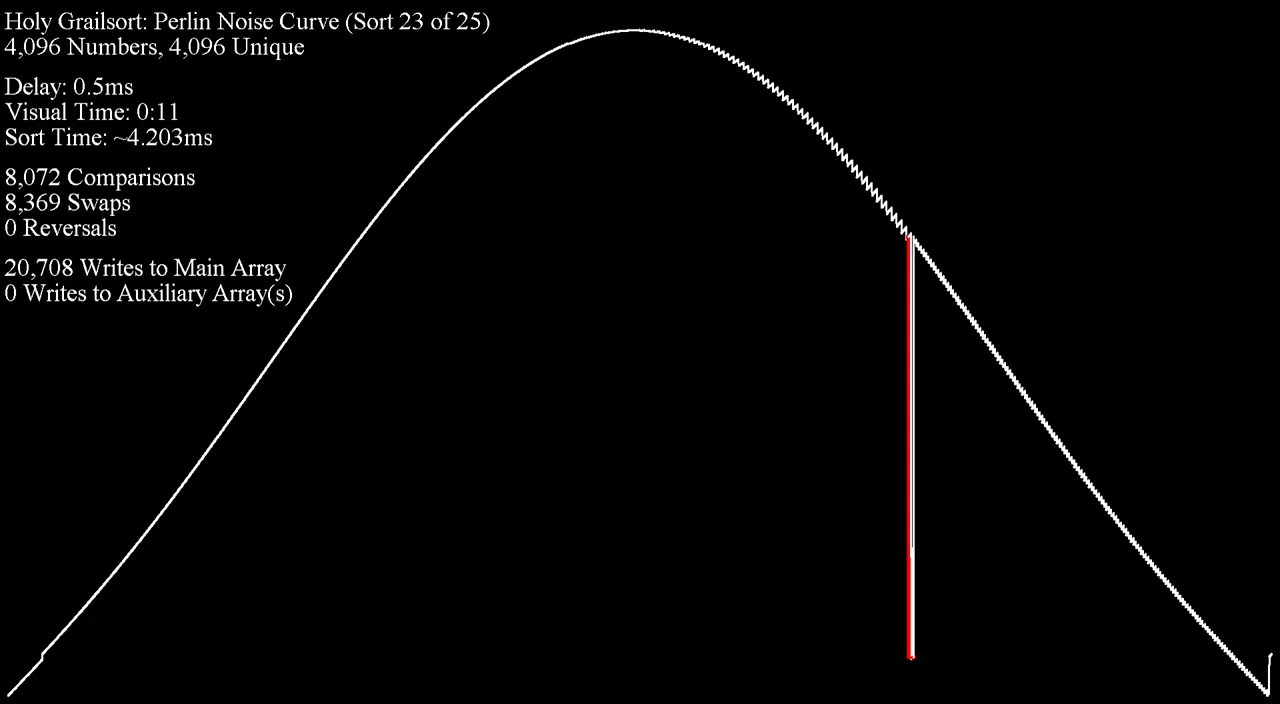 Holy Grailsort: Perlin Noise Curve (Sort 23 of 25)
4,096 Numbers, 4,096 Unique
Delay: 0.5ms
Visual Time: 0:11
Sort Time: ~4.203ms
8,072 Comparisons
8,369 Swaps
0 Reversals
20,708 Writes to Main Array
0 Writes to Auxiliary Array(s)